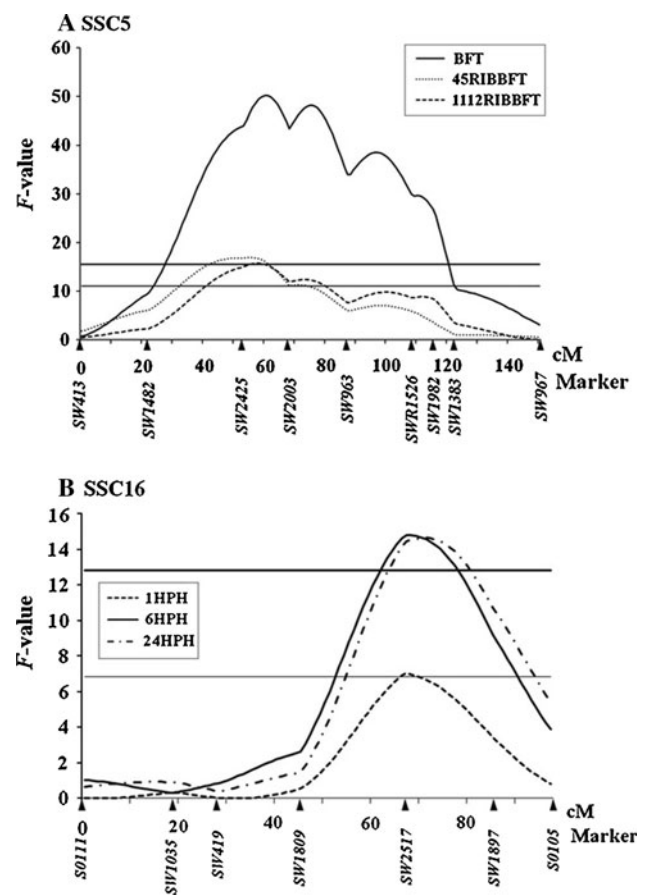 A SSC5
60
50
40
30
20
10
0
F-value
BFT
45RIBBFT
1112RIBBFT
0 20 40 60 80 100 120 140 cM
Marker
SW413 SW1482 SW2425 SW2003 SW963 SWR1526 SW1982 SW1383 SW967
B SSC16
16
14
12
10
8
6
4
2
0
F-value
1HPH
6HPH
24HPH
0 20 40 60 80 cM
Marker
S0111 SW1035 SW419 SW1809 SW2517 SW1897 S0105